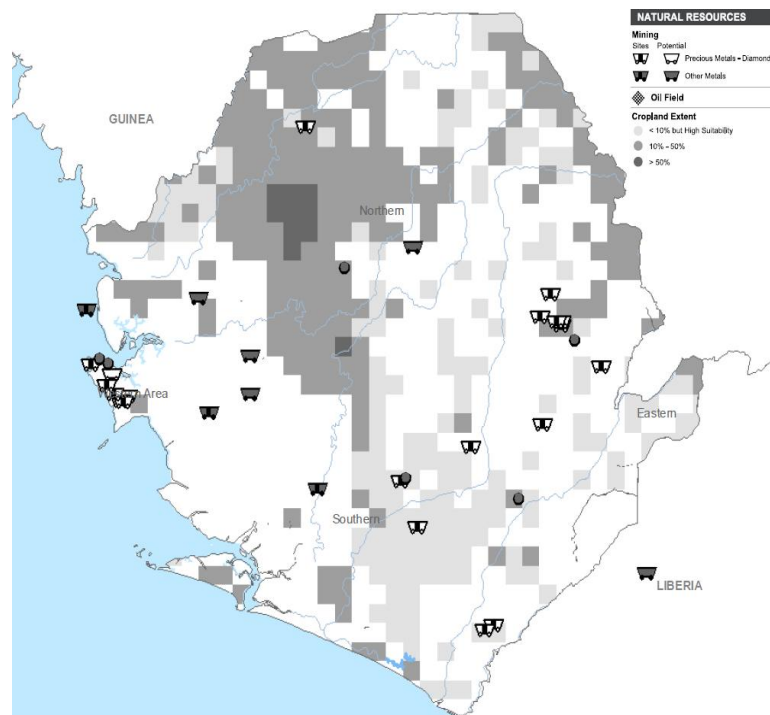 NATURAL RESOURCES
Mining
Sites Potential
Precious Metals - Diamond
Other Metals
Oil Field
Cropland Extent
< 10% but High Suitability
10% - 50%
> 50%
GUINEA
Northern
Western Area
Eastern
Southern
LIBERIA